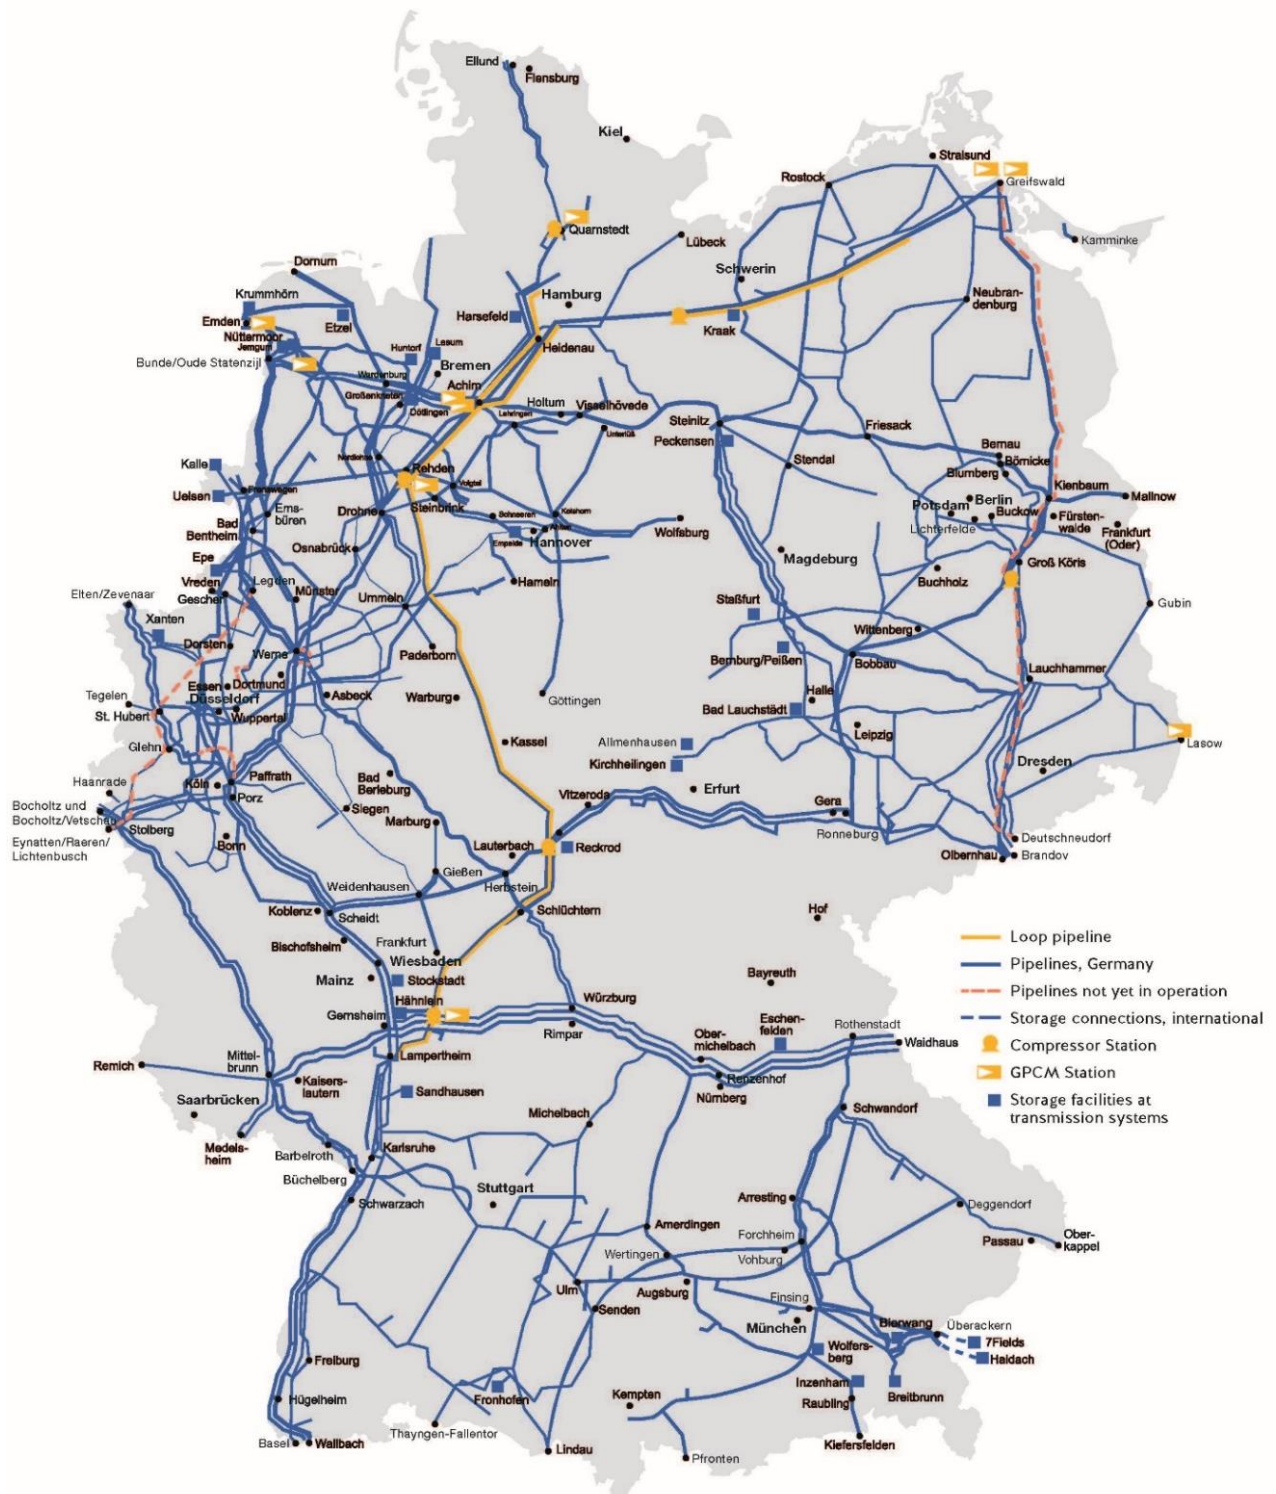 Ellund
Flensburg
Kiel
Stralsund
Rostock
Greifswald
Quarnstedt
Lübeck
Kamminke
Dornum
Schwerin
Krummhörn
Hamburg
Neubran-
denburg
Emden
Etzel
Harsefeld
Kraak
Nüttermoor
Jemgum
Heidenau
Bunde/Oude Statenzijl
Huntorf
Lesum
Bremen
Wardenburg
Achim
Großenkneten
Dötlingen
Holtum
Visselhövede
Steinitz
Unterlüß
Friesack
Peckensen
Bernau
Börnicke
Blumberg
Kalle
Rehden
Stendal
Kienbaum
Mallnow
Uelsen
Frenswegen
Voigtei
Steinbrink
Potsdam
Berlin
Buckow
Ems-
büren
Drohne
Kolshorn
Wolfsburg
Lichterfelde
Fürsten-
walde
Frankfurt
(Oder)
Bad
Bentheim
Empelde
Ahlten
Hannover
Osnabrück
Magdeburg
Epe
Groß Köris
Vreden
Legden
Hameln
Buchholz
Gescher
Münster
Ummeln
Elten/Zevenaar
Staßfurt
Gubin
Xanten
Wittenberg
Dorsten
Werne
Paderborn
Bernburg/Peißen
Bobbau
Lauchhammer
Essen
Dortmund
Tegelen
Düsseldorf
Asbeck
Warburg
Göttingen
Halle
St. Hubert
Wuppertal
Bad Lauchstädt
Leipzig
Glehn
Kassel
Allmenhausen
Lasow
Kirchheilingen
Dresden
Haanrade
Köln
Paffrath
Bad
Berleburg
Erfurt
Bocholtz und
Bocholtz/Vetschau
Porz
Siegen
Vitzeroda
Gera
Stolberg
Marburg
Ronneburg
Eynatten/Raeren/
Lichtenbusch
Bonn
Lauterbach
Reckrod
Deutschneudorf
Olbernhau
Brandov
Gießen
Weidenhausen
Herbstein
Koblenz
Scheidt
Schlüchtern
Hof
Bischofsheim
Frankfurt
Wiesbaden
Loop pipeline
Pipelines, Germany
Pipelines not yet in operation
Storage connections, international
Compressor Station
GPCM Station
Storage facilities at
transmission systems
Mainz
Stockstadt
Bayreuth
Hähnlein
Gernsheim
Würzburg
Rimpar
Eschen-
felden
Rothenstadt
Ober-
michelbach
Waidhaus
Lampertheim
Remich
Mittel-
brunn
Kaisers-
lautern
Sandhausen
Renzenhof
Nürnberg
Saarbrücken
Michelbach
Schwandorf
Medels-
heim
Barbelroth
Karlsruhe
Büchelberg
Stuttgart
Schwarzach
Arresting
Deggendorf
Amerdingen
Forchheim
Passau
Ober-
kappel
Wertingen
Vohburg
Ulm
Augsburg
Finsing
Senden
München
Bierwang
Überackern
7Fields
Haidach
Wolfers-
berg
Freiburg
Inzenham
Breitbrunn
Hügelheim
Fronhofen
Kempten
Raubling
Thayngen-Fallentor
Basel
Wallbach
Lindau
Kiefersfelden
Pfronten